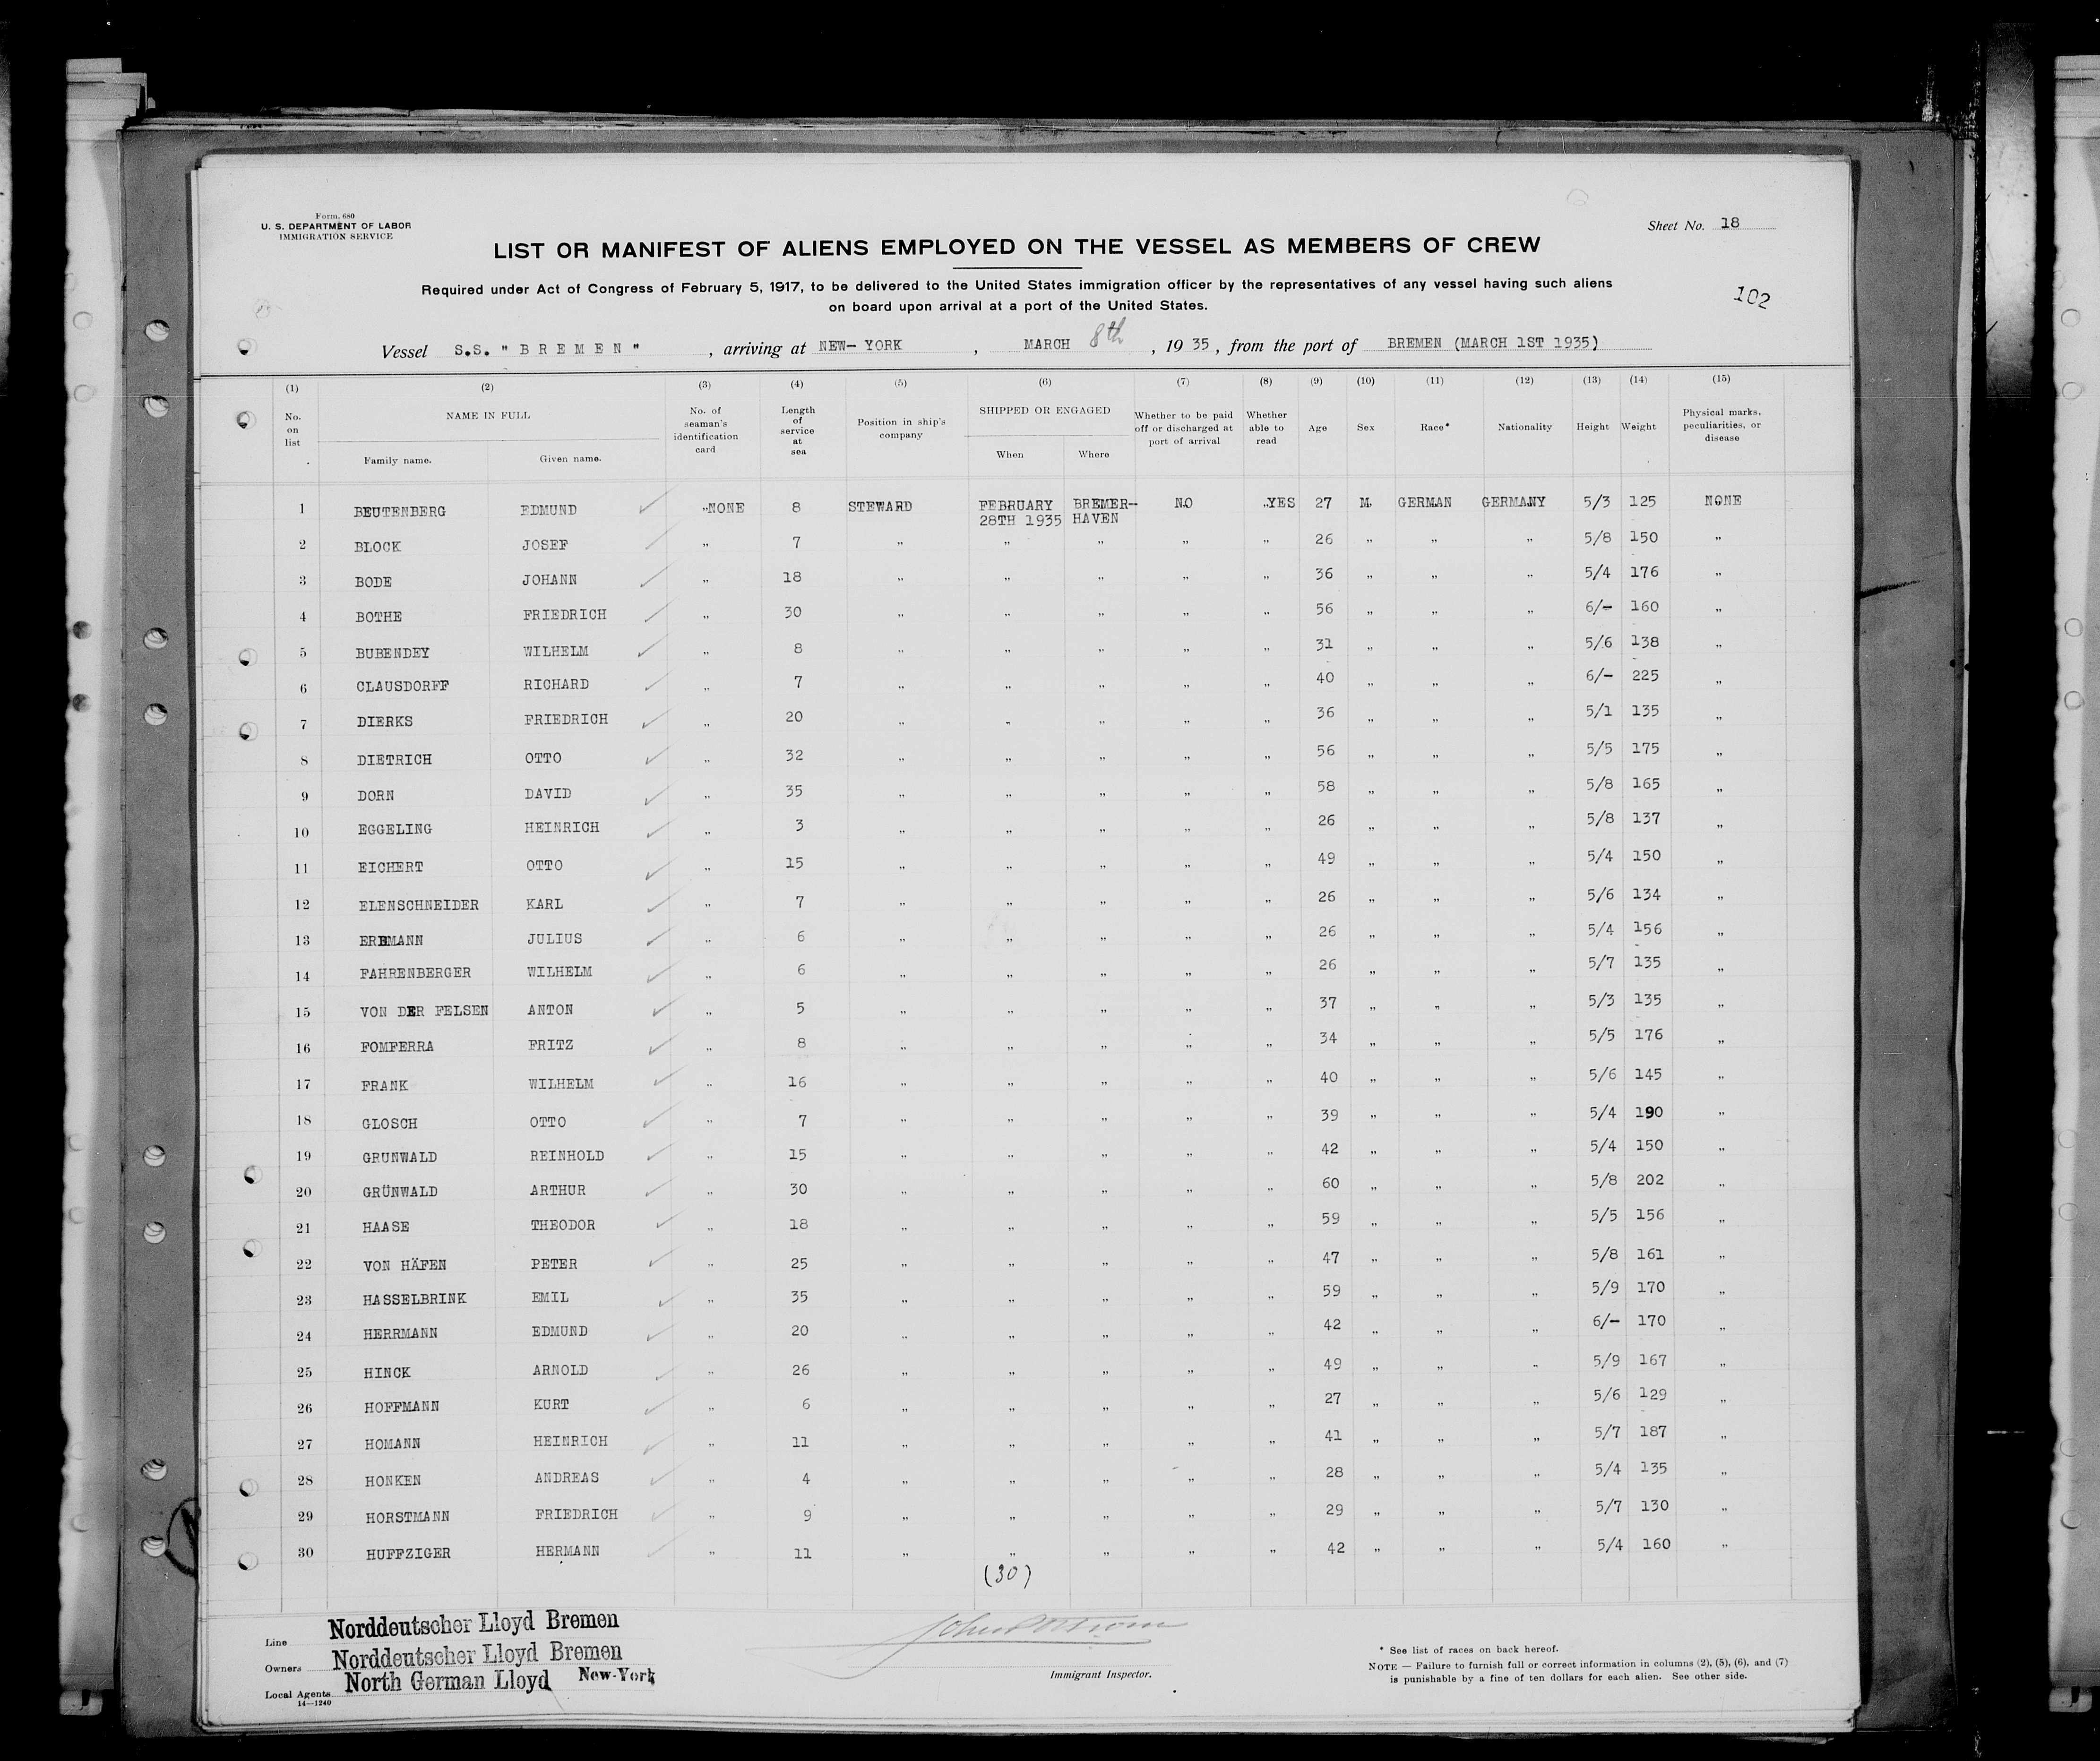 Form. 680
U. S. DEPARTMENT OF LABOR
IMMIGRATION SERVICE
Sheet No. 18
LIST OR MANIFEST OF ALIENS EMPLOYED ON THE VESSEL AS MEMBERS OF CREW
Required under Act of Congress of February 5, 1917, to be delivered to the United States immigration officer by the representatives of any vessel having such aliens
on board upon arrival at a port of the United States.
102
Vessel S.S. " B R E M E N " , arriving at NEW- YORK , MARCH 8th , 19 35 , from the port of BREMEN (MARCH 1ST 1935)
(1) (2) (3) (4) (5) (6) (7) (8) (9) (10) (11) (12) (13) (14) (15)
No. on list NAME IN FULL Family name. Given name. No. of seaman's identification card Length of service at sea Position in ship's company SHIPPED OR ENGAGED When Where Whether to be paid off or discharged at port of arrival Whether able to read Age Sex Race* Nationality Height Weight Physical marks, peculiarities, or disease
1 BEUTENBERG EDMUND NONE 8 STEWARD FEBRUARY 28TH 1935 BREMER-HAVEN NO YES 27 M. GERMAN GERMANY 5/3 125 NONE
2 BLOCK JOSEF " 7 " " " " " 26 " " " 5/8 150 "
3 BODE JOHANN " 18 " " " " " 36 " " " 5/4 176 "
4 BOTHE FRIEDRICH " 30 " " " " " 56 " " " 6/- 160 "
5 BUBENDEY WILHELM " 8 " " " " " 31 " " " 5/6 138 "
6 CLAUSDORFF RICHARD " 7 " " " " " 40 " " " 6/- 225 "
7 DIERKS FRIEDRICH " 20 " " " " " 36 " " " 5/1 135 "
8 DIETRICH OTTO " 32 " " " " " 56 " " " 5/5 175 "
9 DORN DAVID " 35 " " " " " 58 " " " 5/8 165 "
10 EGGELING HEINRICH " 3 " " " " " 26 " " " 5/8 137 "
11 EICHERT OTTO " 15 " " " " " 49 " " " 5/4 150 "
12 ELENSCHNEIDER KARL " 7 " " " " " 26 " " " 5/6 134 "
13 ERDMANN JULIUS " 6 " " " " " 26 " " " 5/4 156 "
14 FAHRENBERGER WILHELM " 6 " " " " " 26 " " " 5/7 135 "
15 VON DER FELSEN ANTON " 5 " " " " " 37 " " " 5/3 135 "
16 FOMFERRA FRITZ " 8 " " " " " 34 " " " 5/5 176 "
17 FRANK WILHELM " 16 " " " " " 40 " " " 5/6 145 "
18 GLOSCH OTTO " 7 " " " " " 39 " " " 5/4 190 "
19 GRUNWALD REINHOLD " 15 " " " " " 42 " " " 5/4 150 "
20 GRÜNWALD ARTHUR " 30 " " " " " 60 " " " 5/8 202 "
21 HAASE THEODOR " 18 " " " " " 59 " " " 5/5 156 "
22 VON HÄFEN PETER " 25 " " " " " 47 " " " 5/8 161 "
23 HASSELBRINK EMIL " 35 " " " " " 59 " " " 5/9 170 "
24 HERRMANN EDMUND " 20 " " " " " 42 " " " 6/- 170 "
25 HINCK ARNOLD " 26 " " " " " 49 " " " 5/9 167 "
26 HOFFMANN KURT " 6 " " " " " 27 " " " 5/6 129 "
27 HOMANN HEINRICH " 11 " " " " " 41 " " " 5/7 187 "
28 HONKEN ANDREAS " 4 " " " " " 28 " " " 5/4 135 "
29 HORSTMANN FRIEDRICH " 9 " " " " " 29 " " " 5/7 130 "
30 HUFFZIGER HERMANN " 11 " " " " " 42 " " " 5/4 160 "
(30)
Line Norddeutscher Lloyd Bremen
Owners Norddeutscher Lloyd Bremen
Local Agents North German Lloyd New-York
14—1240
Immigrant Inspector.
* See list of races on back hereof.
NOTE — Failure to furnish full or correct information in columns (2), (5), (6), and (7)
is punishable by a fine of ten dollars for each alien. See other side.